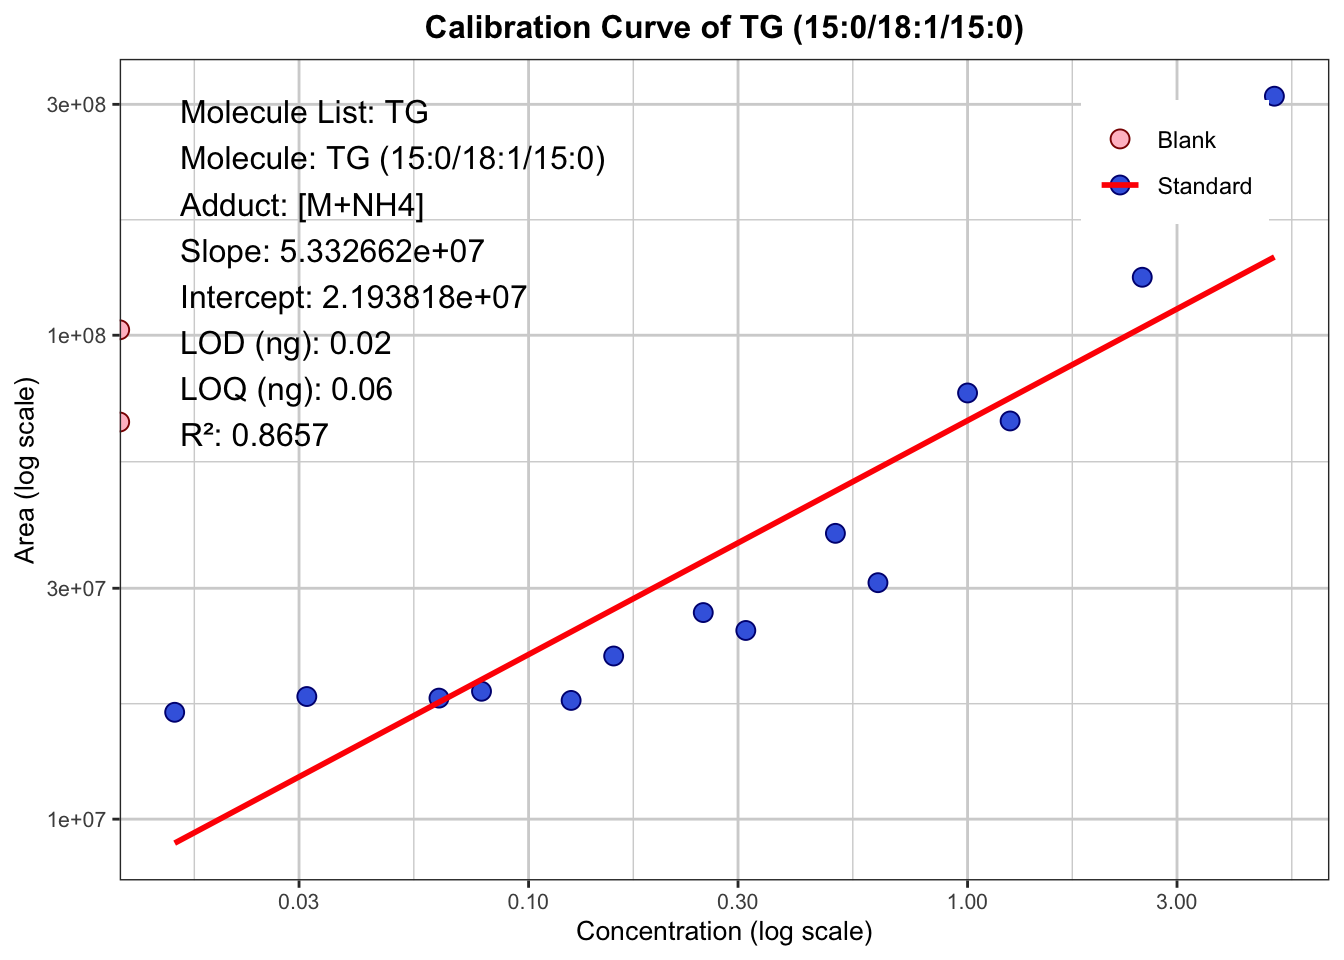 Calibration Curve of TG (15:0/18:1/15:0)
3e+08
1e+08
3e+07
1e+07
Area (log scale)
Molecule List: TG
Molecule: TG (15:0/18:1/15:0)
Adduct: [M+NH4]
Slope: 5.332662e+07
Intercept: 2.193818e+07
LOD (ng): 0.02
LOQ (ng): 0.06
R²: 0.8657
Blank
Standard
0.03
0.10
0.30
1.00
3.00
Concentration (log scale)